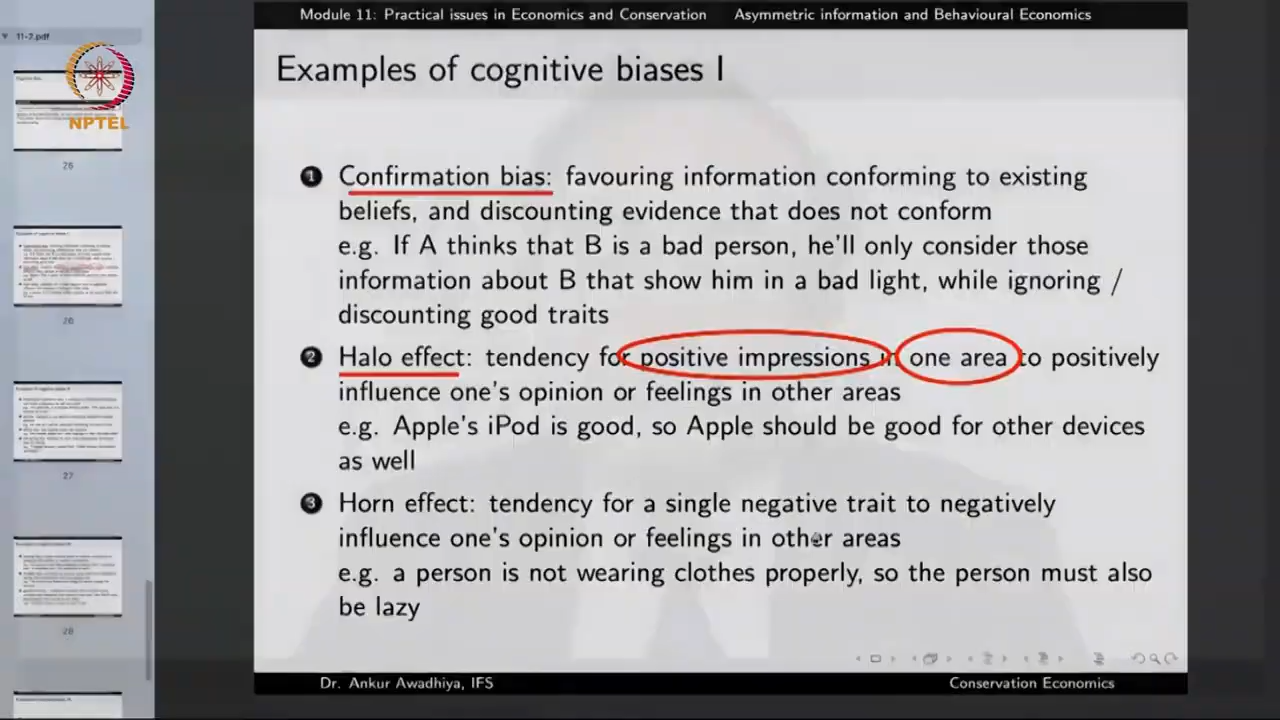 Module 11: Practical issues in Economics and Conservation Asymmetric information and Behavioural Economics
11-2.pdf
NPTEL
Examples of cognitive biases I
1 Confirmation bias: favouring information conforming to existing
beliefs, and discounting evidence that does not conform
e.g. If A thinks that B is a bad person, he'll only consider those
information about B that show him in a bad light, while ignoring /
discounting good traits
2 Halo effect: tendency for positive impressions in one area to positively
influence one's opinion or feelings in other areas
e.g. Apple's iPod is good, so Apple should be good for other devices
as well
3 Horn effect: tendency for a single negative trait to negatively
influence one's opinion or feelings in other areas
e.g. a person is not wearing clothes properly, so the person must also
be lazy
25
26
27
28
Dr. Ankur Awadhiya, IFS Conservation Economics